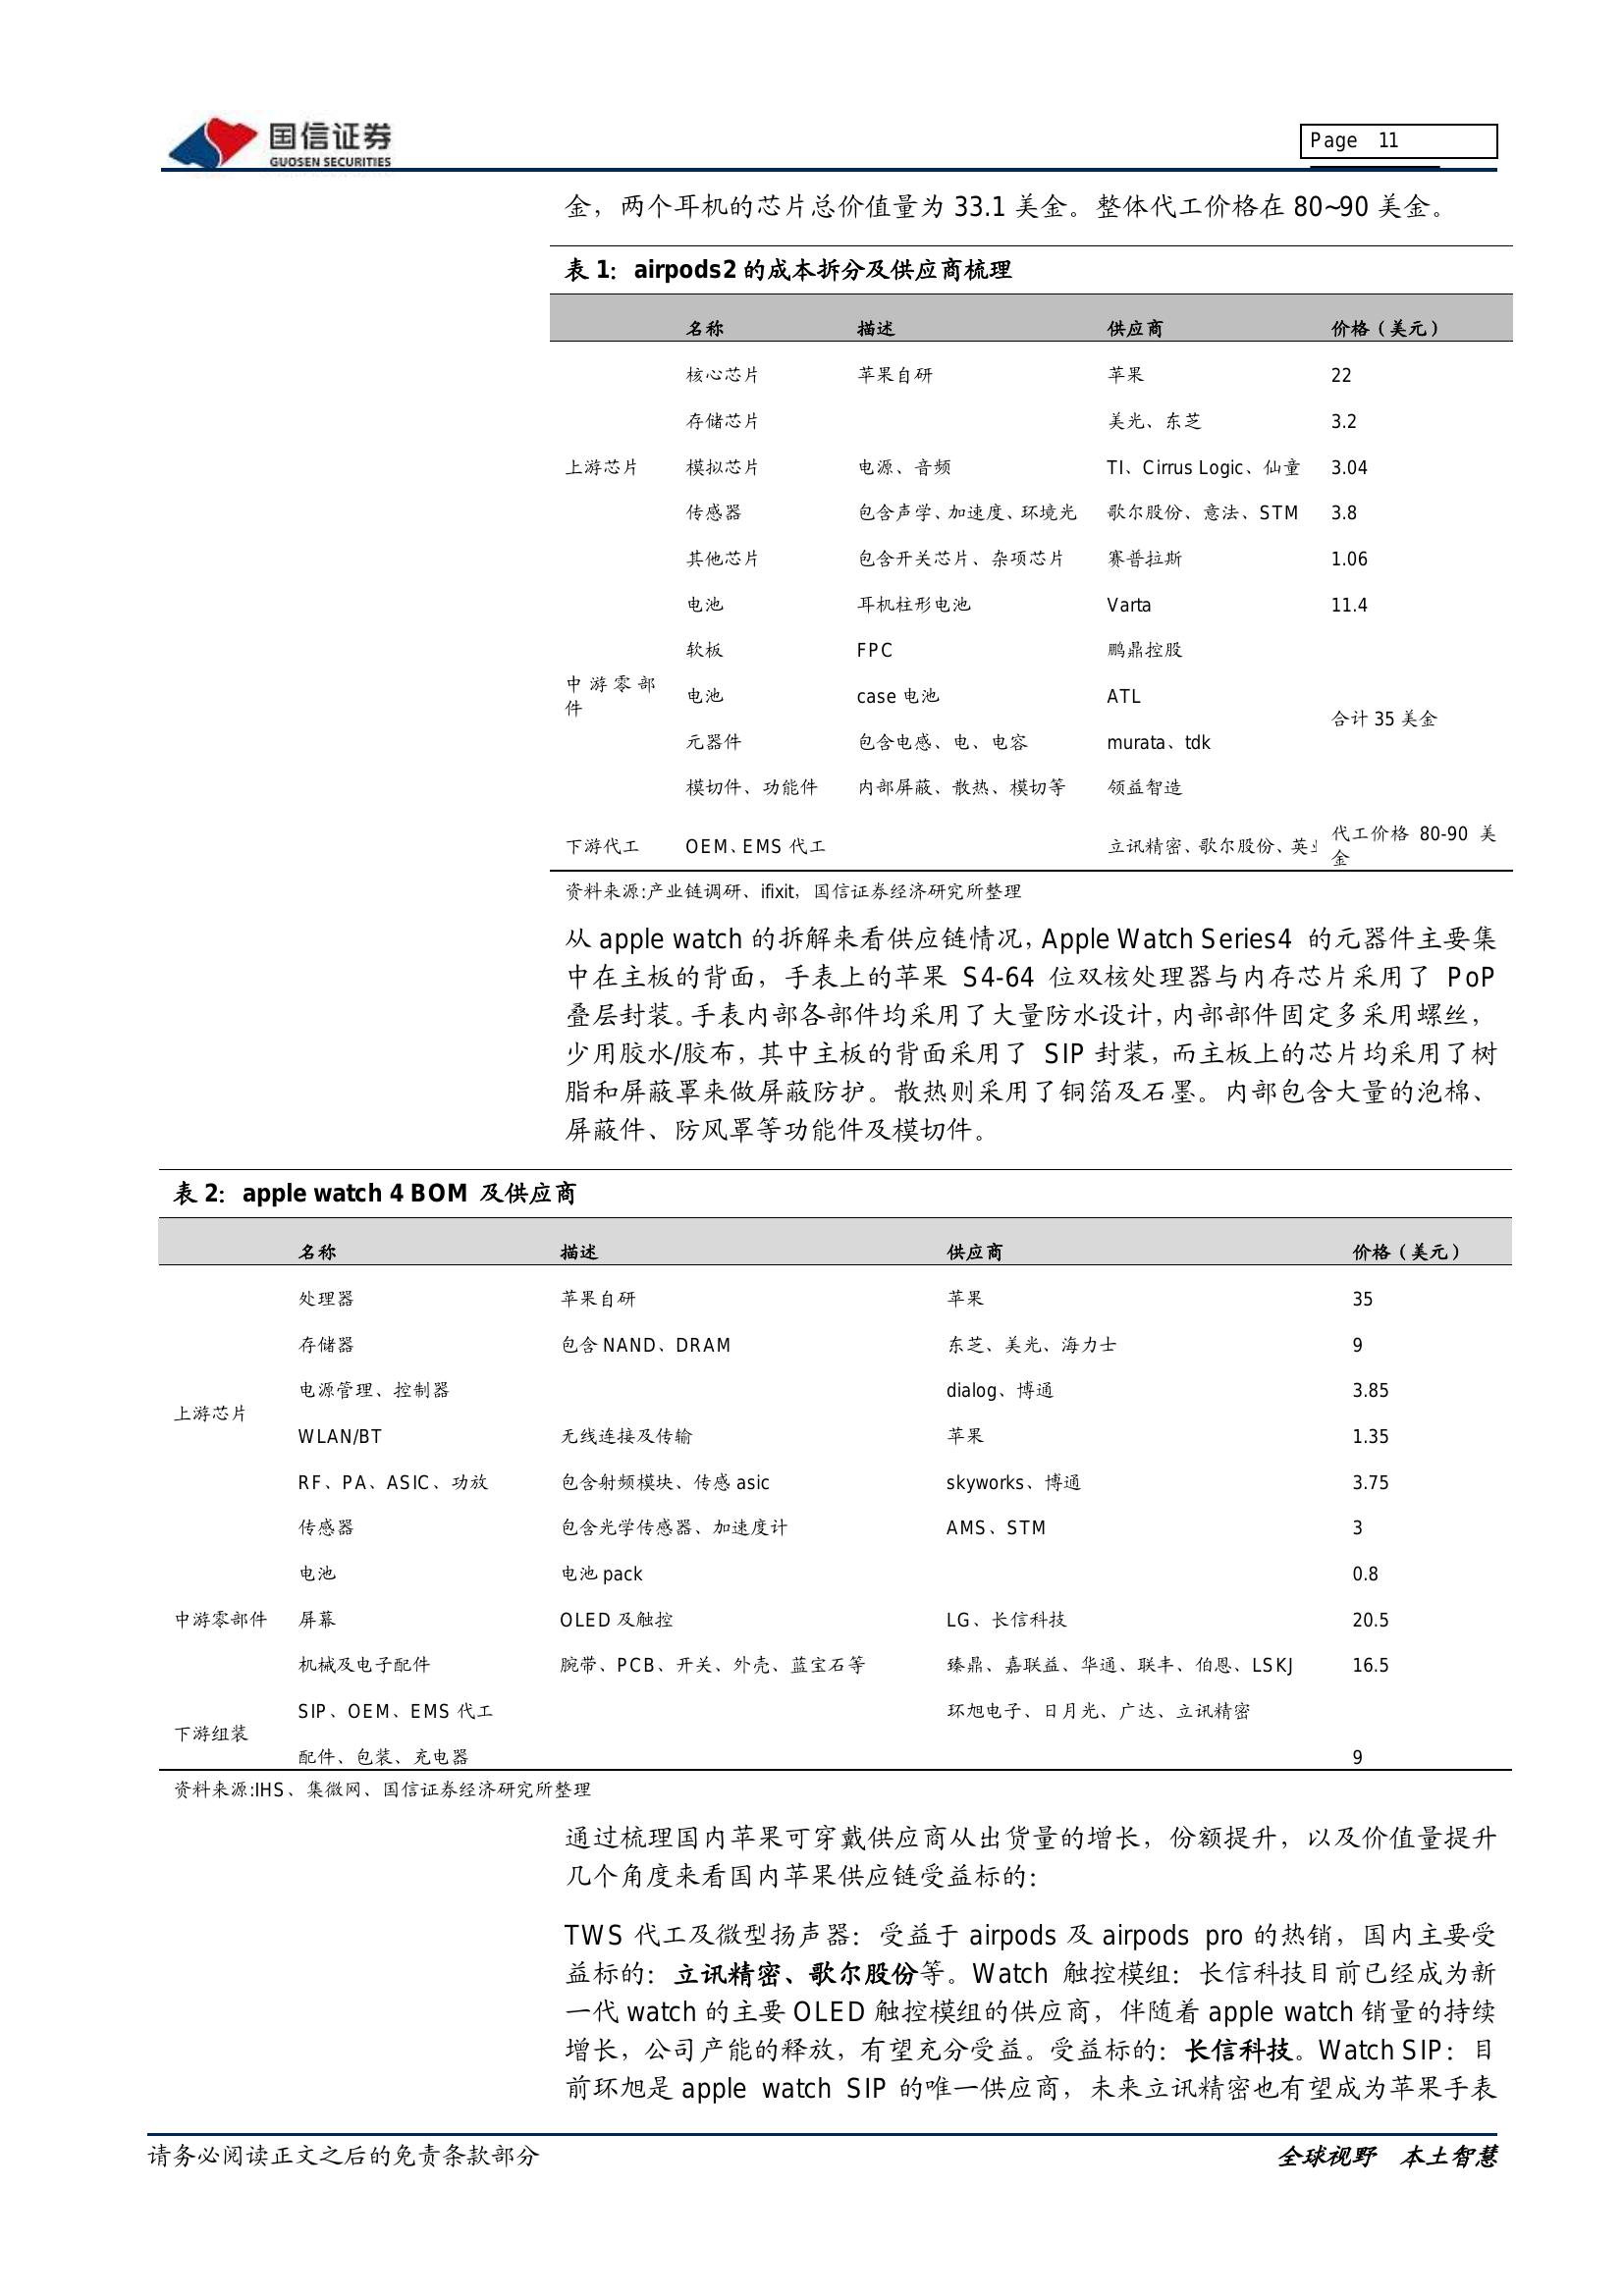 国信证券
GUOSEN SECURITIES
Page 11
金，两个耳机的芯片总价值量为 33.1 美金。整体代工价格在 80~90 美金。
表 1：airpods2 的成本拆分及供应商梳理
名称 描述 供应商 价格（美元）
核心芯片 苹果自研 苹果 22
存储芯片 美光、东芝 3.2
上游芯片 模拟芯片 电源、音频 TI、Cirrus Logic、仙童 3.04
传感器 包含声学、加速度、环境光 歌尔股份、意法、STM 3.8
其他芯片 包含开关芯片、杂项芯片 赛普拉斯 1.06
电池 耳机柱形电池 Varta 11.4
软板 FPC 鹏鼎控股
中游零部件 电池 case 电池 ATL
合计 35 美金
元器件 包含电感、电、电容 murata、tdk
模切件、功能件 内部屏蔽、散热、模切等 领益智造
下游代工 OEM、EMS 代工 立讯精密、歌尔股份、英 代工价格 80-90 美金
资料来源:产业链调研、ifixit，国信证券经济研究所整理
从 apple watch 的拆解来看供应链情况，Apple Watch Series4 的元器件主要集
中在主板的背面，手表上的苹果 S4-64 位双核处理器与内存芯片采用了 PoP
叠层封装。手表内部各部件均采用了大量防水设计，内部部件固定多采用螺丝，
少用胶水/胶布，其中主板的背面采用了 SIP 封装，而主板上的芯片均采用了树
脂和屏蔽罩来做屏蔽防护。散热则采用了铜箔及石墨。内部包含大量的泡棉、
屏蔽件、防风罩等功能件及模切件。
表 2：apple watch 4 BOM 及供应商
名称 描述 供应商 价格（美元）
处理器 苹果自研 苹果 35
存储器 包含 NAND、DRAM 东芝、美光、海力士 9
电源管理、控制器 dialog、博通 3.85
上游芯片
WLAN/BT 无线连接及传输 苹果 1.35
RF、PA、ASIC、功放 包含射频模块、传感 asic skyworks、博通 3.75
传感器 包含光学传感器、加速度计 AMS、STM 3
电池 电池 pack 0.8
中游零部件 屏幕 OLED 及触控 LG、长信科技 20.5
机械及电子配件 腕带、PCB、开关、外壳、蓝宝石等 臻鼎、嘉联益、华通、联丰、伯恩、LSKJ 16.5
SIP、OEM、EMS 代工 环旭电子、日月光、广达、立讯精密
下游组装
配件、包装、充电器 9
资料来源:IHS、集微网、国信证券经济研究所整理
通过梳理国内苹果可穿戴供应商从出货量的增长，份额提升，以及价值量提升
几个角度来看国内苹果供应链受益标的：
TWS 代工及微型扬声器：受益于 airpods 及 airpods pro 的热销，国内主要受
益标的：立讯精密、歌尔股份等。Watch 触控模组：长信科技目前已经成为新
一代 watch 的主要 OLED 触控模组的供应商，伴随着 apple watch 销量的持续
增长，公司产能的释放，有望充分受益。受益标的：长信科技。Watch SIP：目
前环旭是 apple watch SIP 的唯一供应商，未来立讯精密也有望成为苹果手表
请务必阅读正文之后的免责条款部分
全球视野 本土智慧